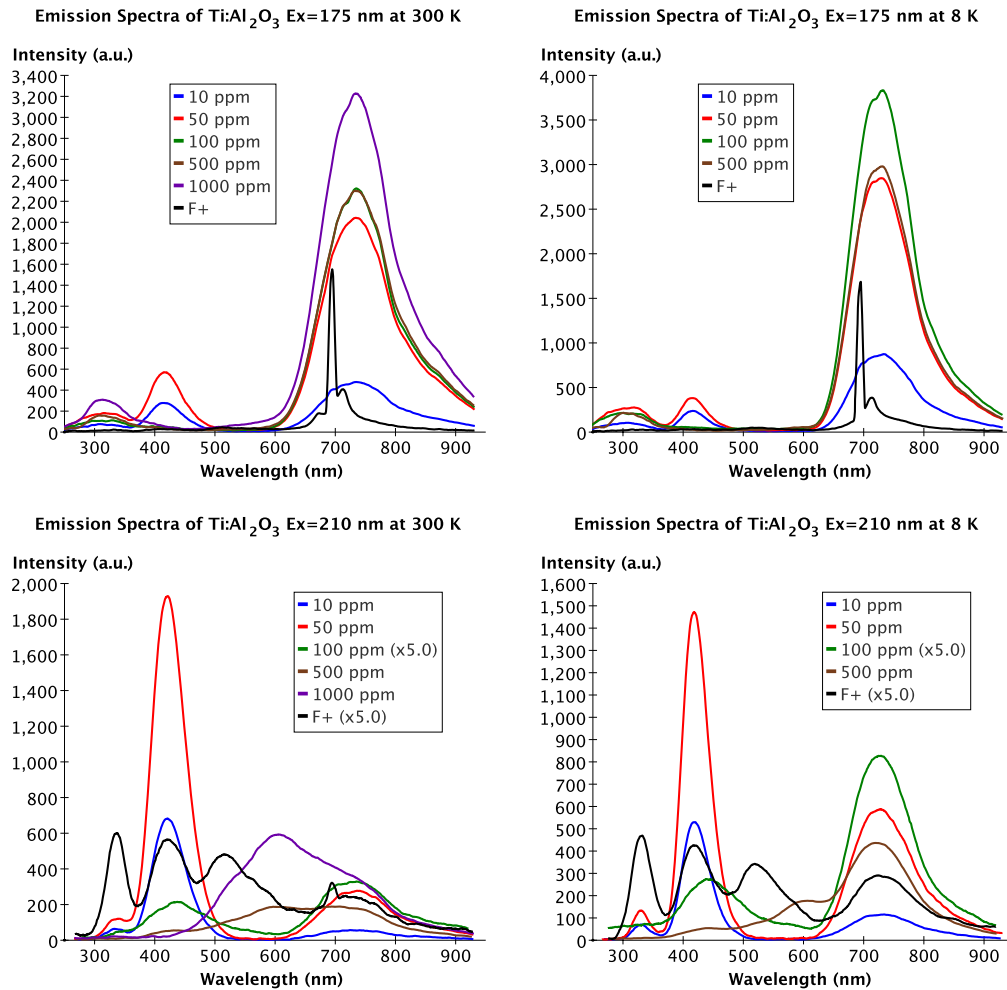 Emission Spectra of Ti:Al₂O₃ Ex=175 nm at 300 K
Intensity (a.u.)
3,400
3,200
3,000
2,800
2,600
2,400
2,200
2,000
1,800
1,600
1,400
1,200
1,000
800
600
400
200
0
10 ppm
50 ppm
100 ppm
500 ppm
1000 ppm
F+
300 400 500 600 700 800 900
Wavelength (nm)
Emission Spectra of Ti:Al₂O₃ Ex=175 nm at 8 K
Intensity (a.u.)
4,000
3,500
3,000
2,500
2,000
1,500
1,000
500
0
10 ppm
50 ppm
100 ppm
500 ppm
F+
300 400 500 600 700 800 900
Wavelength (nm)
Emission Spectra of Ti:Al₂O₃ Ex=210 nm at 300 K
Intensity (a.u.)
2,000
1,800
1,600
1,400
1,200
1,000
800
600
400
200
0
10 ppm
50 ppm
100 ppm (x5.0)
500 ppm
1000 ppm
F+ (x5.0)
300 400 500 600 700 800 900
Wavelength (nm)
Emission Spectra of Ti:Al₂O₃ Ex=210 nm at 8 K
Intensity (a.u.)
1,600
1,500
1,400
1,300
1,200
1,100
1,000
900
800
700
600
500
400
300
200
100
0
10 ppm
50 ppm
100 ppm (x5.0)
500 ppm
F+ (x5.0)
300 400 500 600 700 800 900
Wavelength (nm)